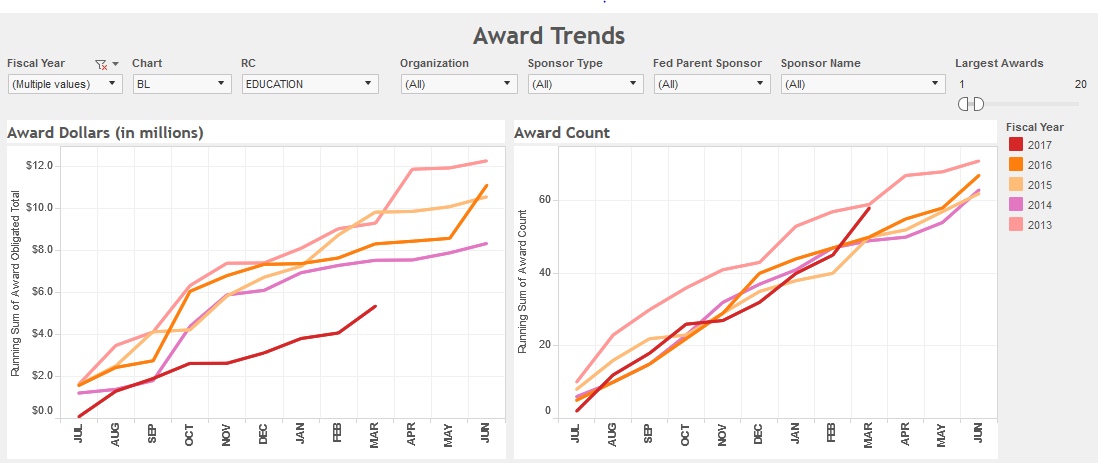 Award Trends
Fiscal Year Chart RC Organization Sponsor Type Fed Parent Sponsor Sponsor Name Largest Awards
(Multiple values) BL EDUCATION (All) (All) (All) (All) 1 20
Award Dollars (in millions)
Running Sum of Award Obligated Total
$12.0
$10.0
$8.0
$6.0
$4.0
$2.0
$0.0
JUL AUG SEP OCT NOV DEC JAN FEB MAR APR MAY JUN
Award Count
Running Sum of Award Count
60
40
20
0
JUL AUG SEP OCT NOV DEC JAN FEB MAR APR MAY JUN
Fiscal Year
2017
2016
2015
2014
2013